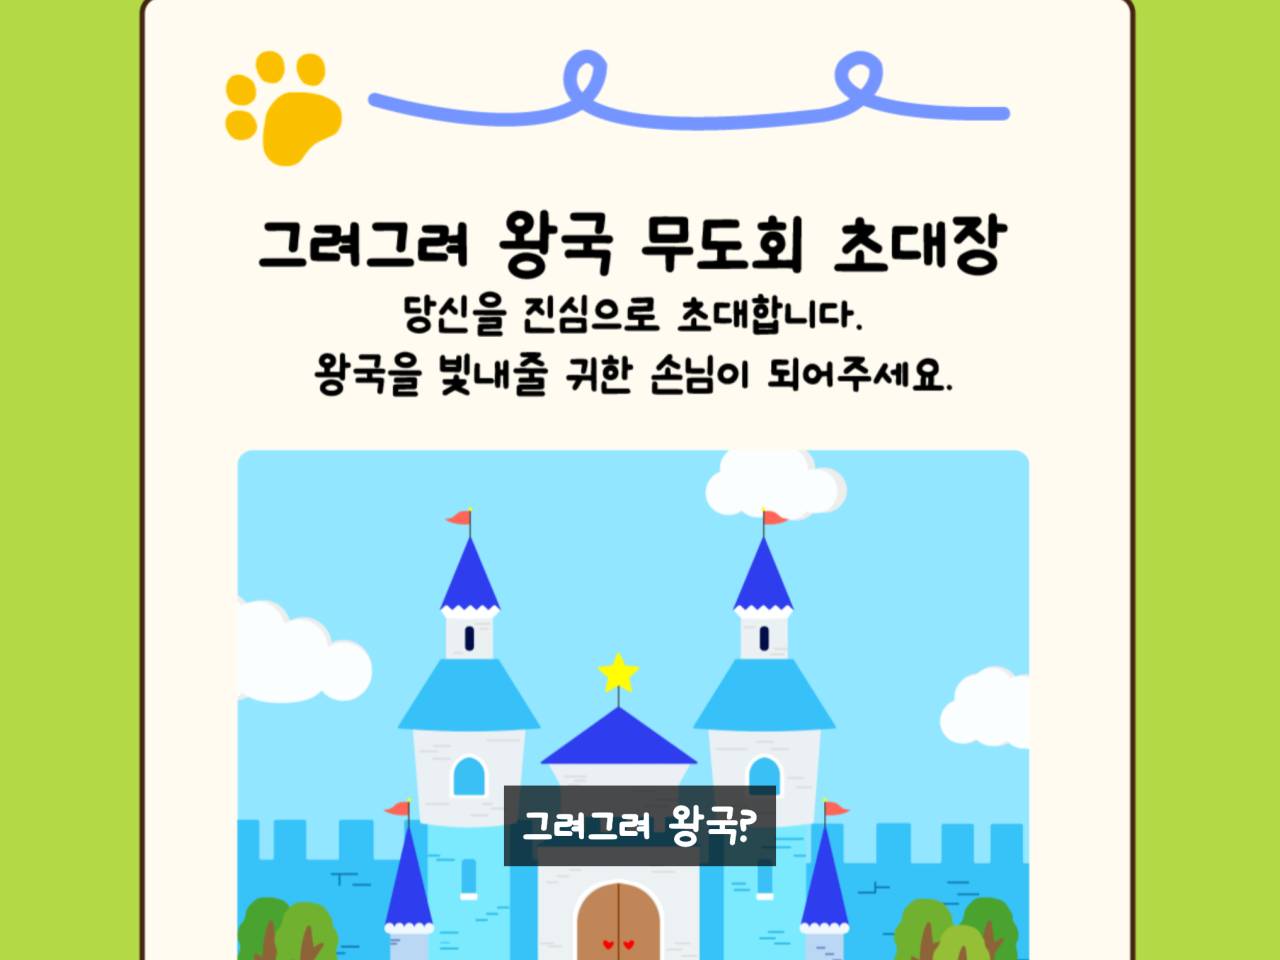 그려그려 왕국 무도회 초대장
당신을 진심으로 초대합니다.
왕국을 빛내줄 귀한 손님이 되어주세요.
그려그려 왕국?